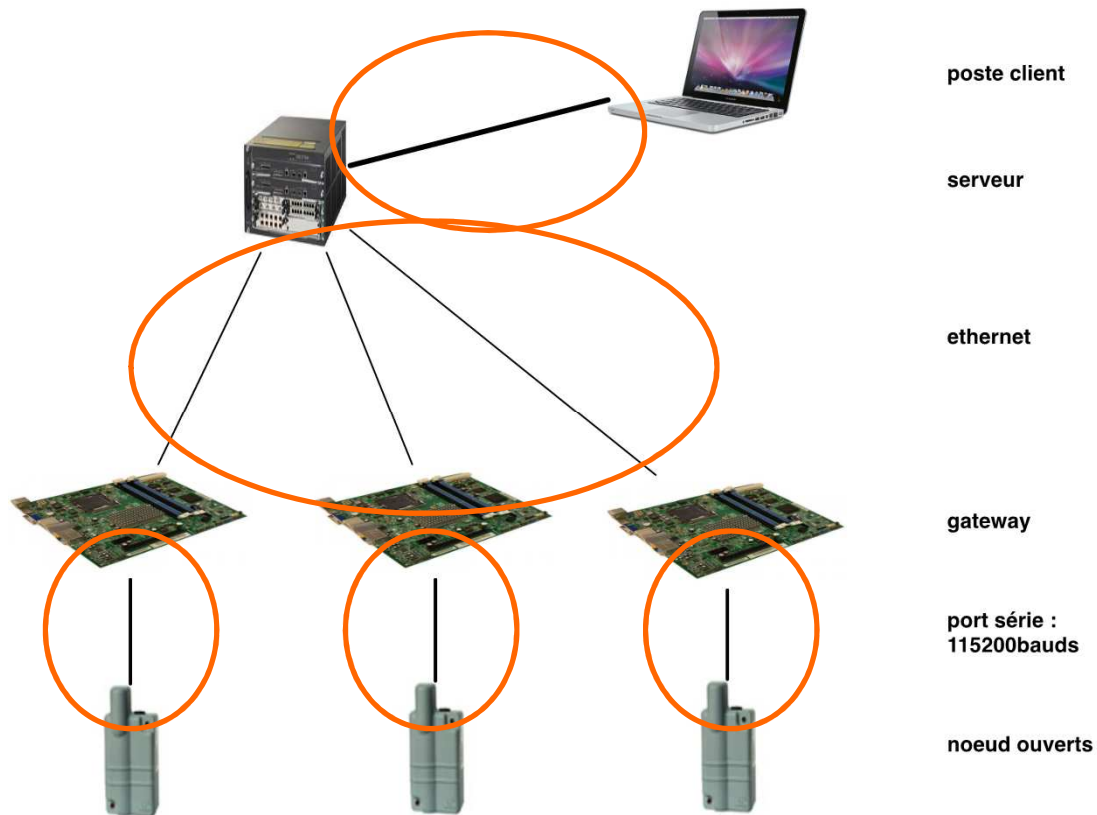 poste client
serveur
ethernet
gateway
port série :
115200bauds
noeud ouverts